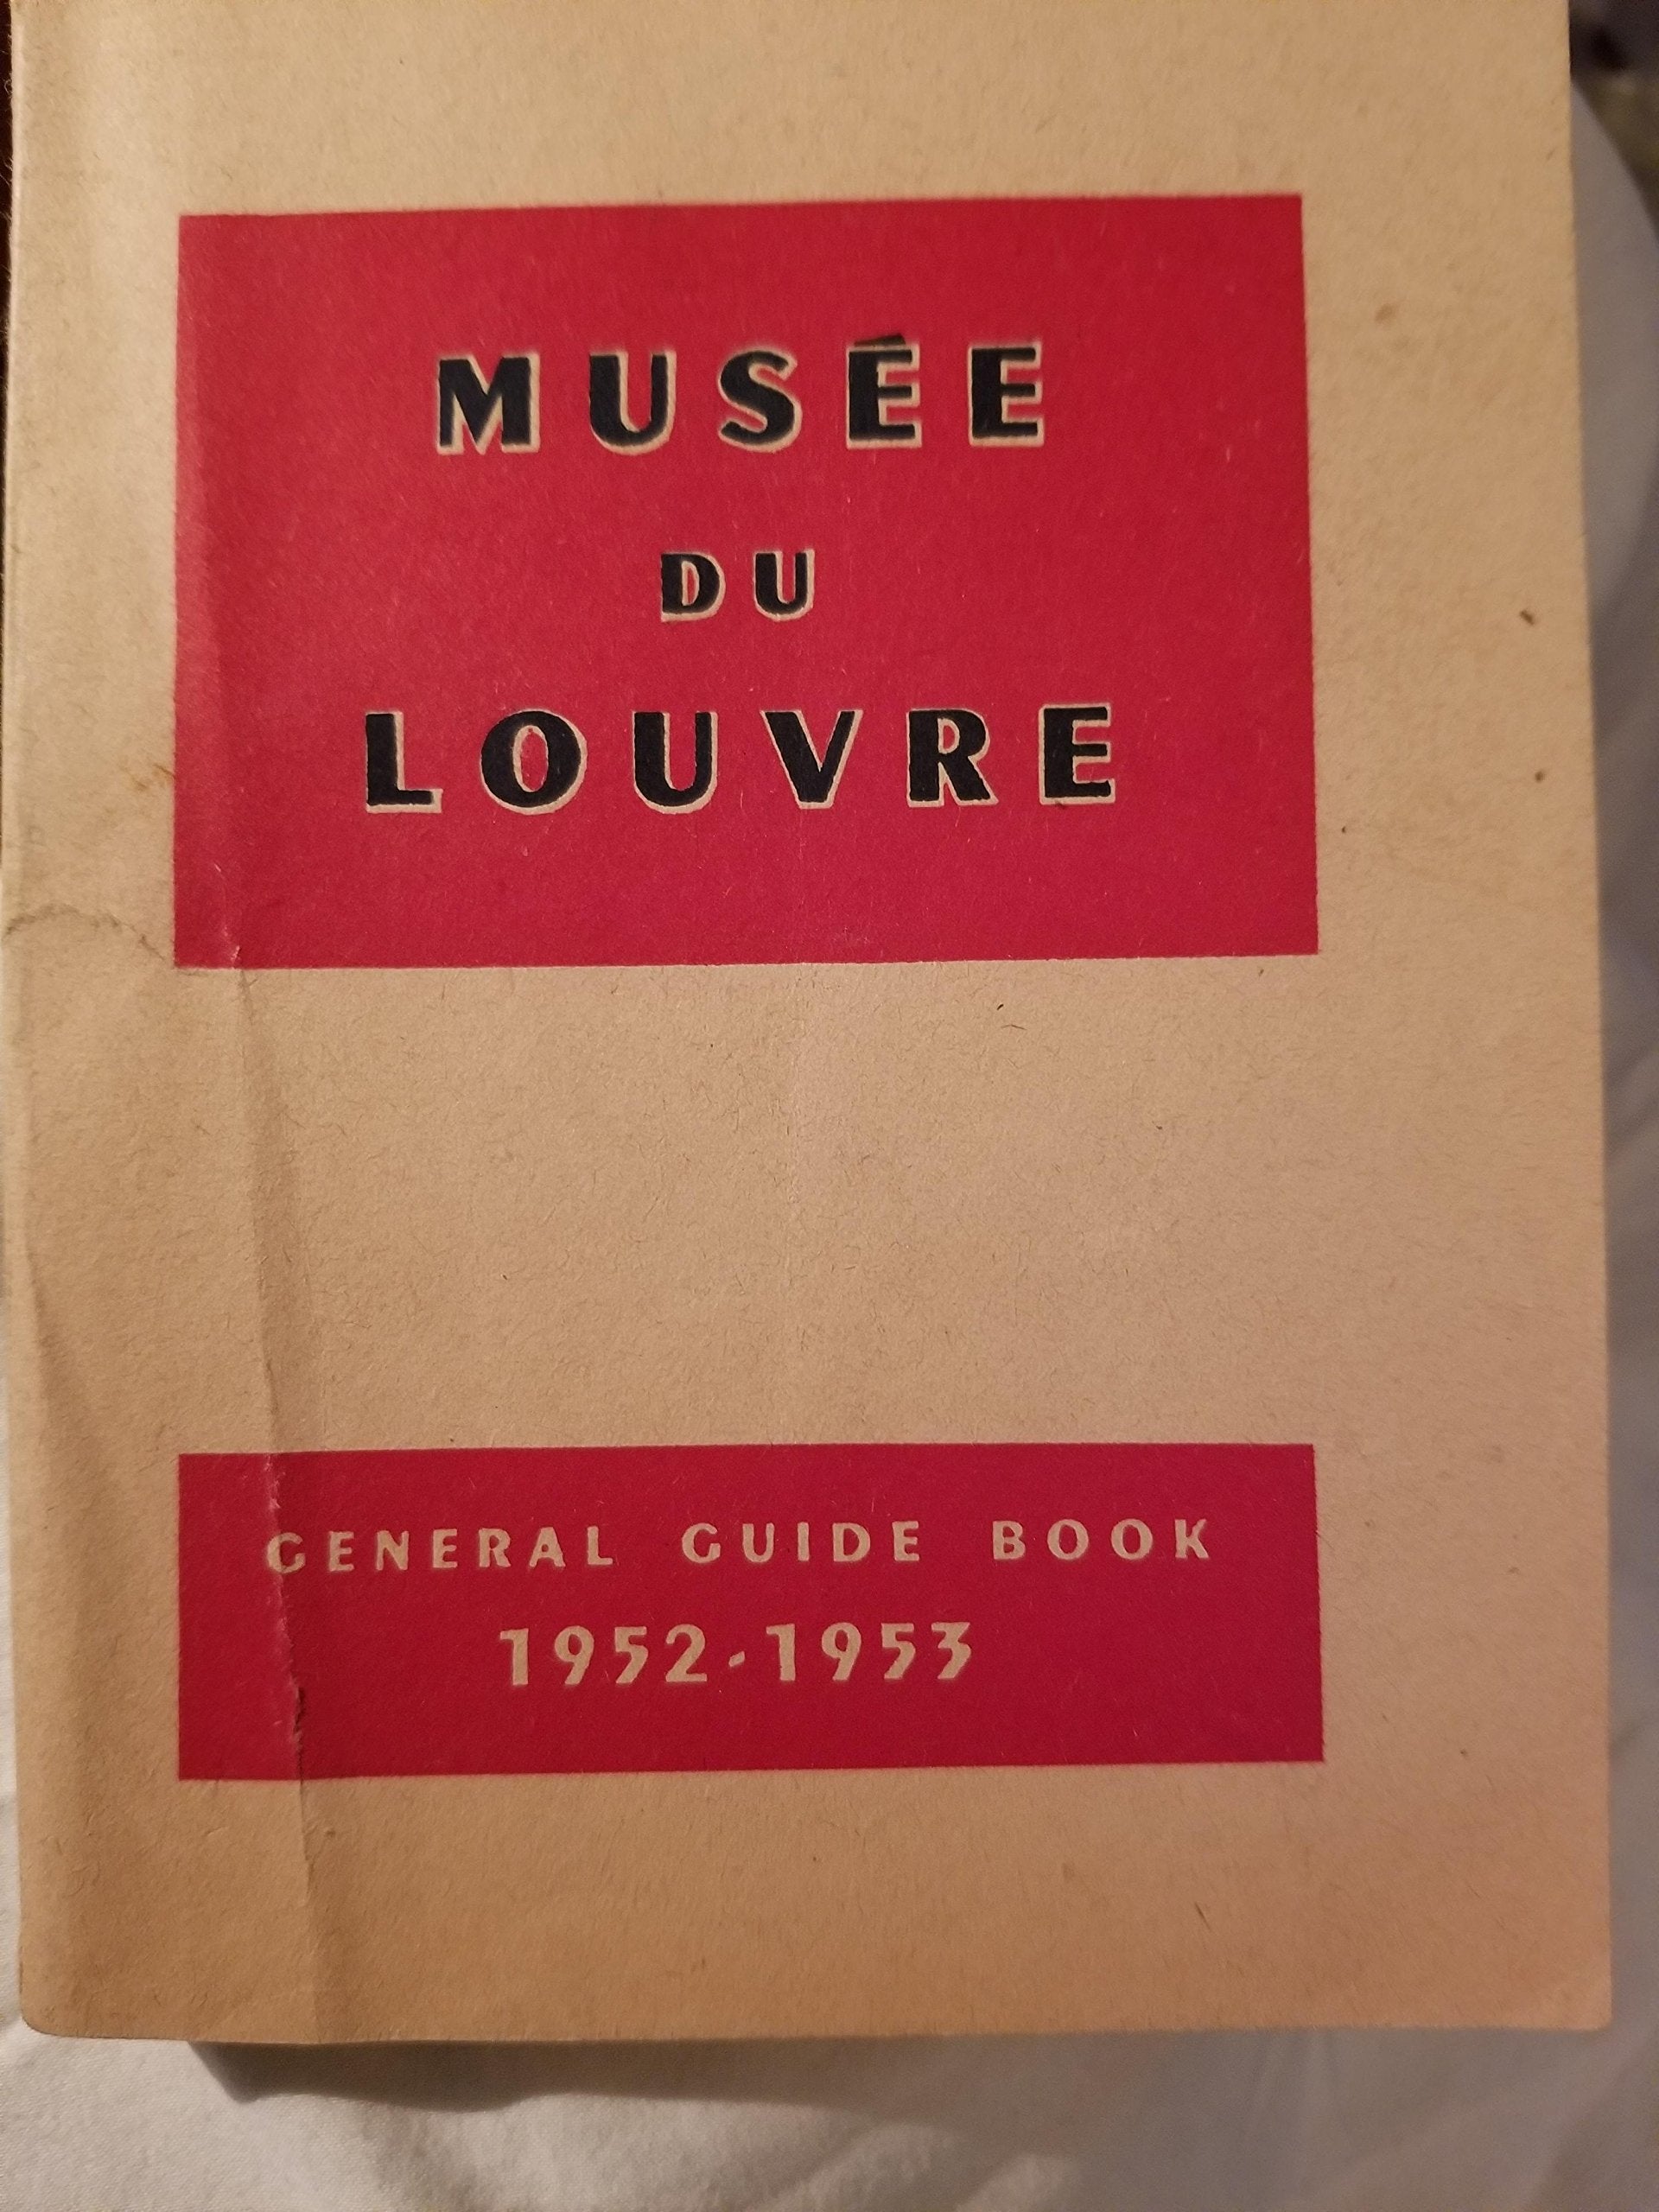 MUSÉE
DU
LOUVRE
GENERAL GUIDE BOOK
1952-1953